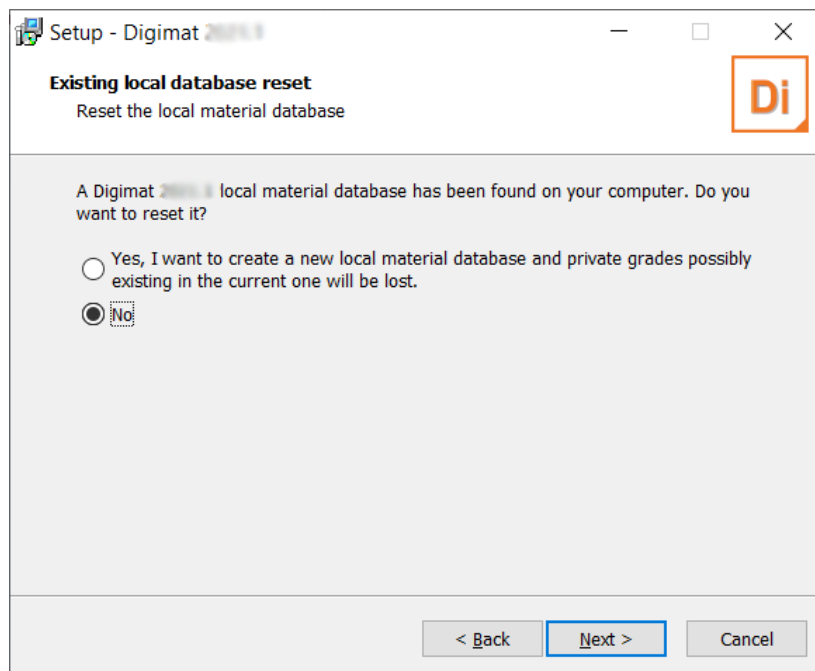 Setup - Digimat
Existing local database reset
Reset the local material database
Di
A Digimat local material database has been found on your computer. Do you
want to reset it?
Yes, I want to create a new local material database and private grades possibly
existing in the current one will be lost.
No
< Back
Next >
Cancel